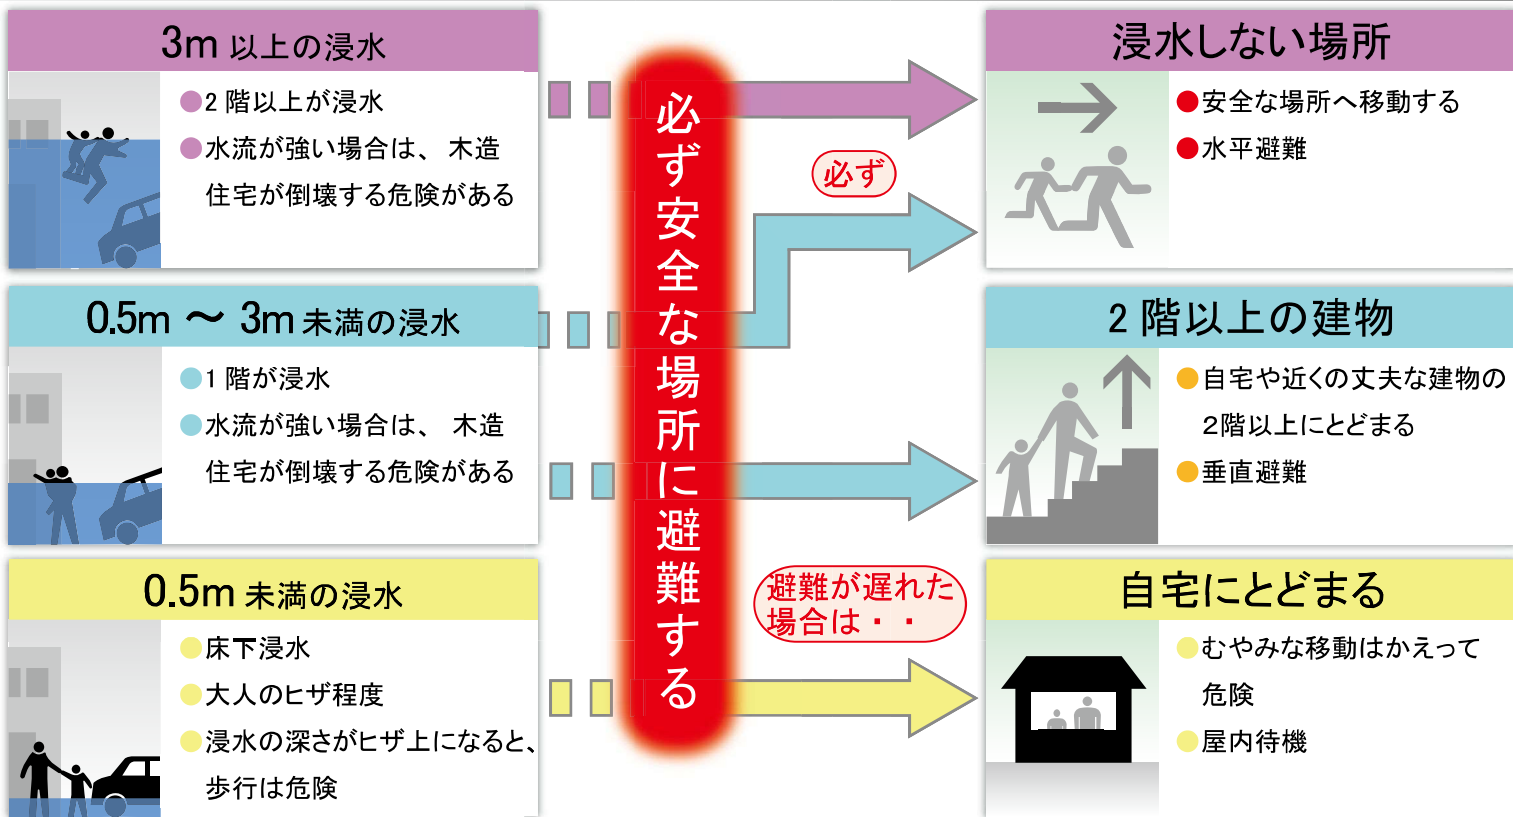 3m 以上の浸水
●2 階以上が浸水
●水流が強い場合は、 木造
住宅が倒壊する危険がある
0.5m ～ 3m 未満の浸水
●1 階が浸水
●水流が強い場合は、 木造
住宅が倒壊する危険がある
0.5m 未満の浸水
●床下浸水
●大人のヒザ程度
●浸水の深さがヒザ上になると、
歩行は危険
必ず安全な場所に避難する
必ず
避難が遅れた
場合は・・
浸水しない場所
●安全な場所へ移動する
●水平避難
2 階以上の建物
●自宅や近くの丈夫な建物の
2階以上にとどまる
●垂直避難
自宅にとどまる
●むやみな移動はかえって
危険
●屋内待機